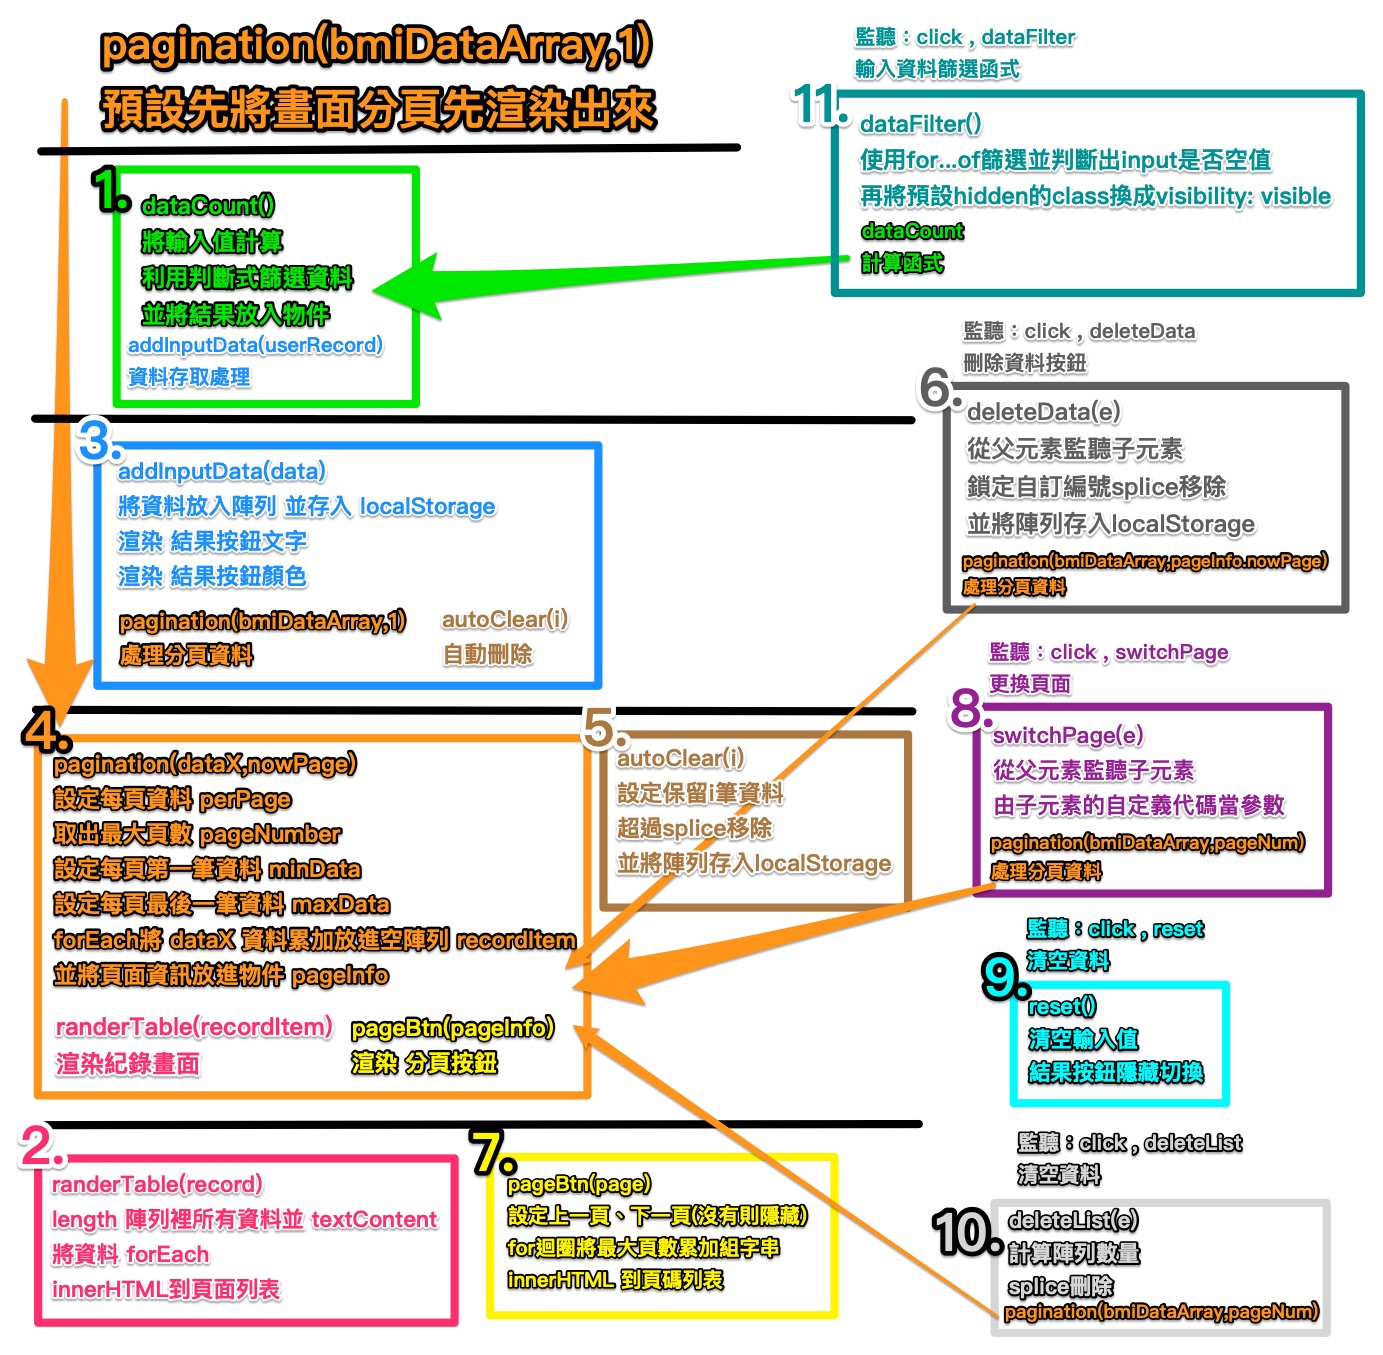 pagination(bmiDataArray,1)
預設先將畫面分頁先渲染出來
1.
dataCount()
將輸入值計算
利用判斷式篩選資料
並將結果放入物件
addInputData(userRecord)
資料存取處理
監聽：click , dataFilter
輸入資料篩選函式
11.
dataFilter()
使用for...of篩選並判斷出input是否空值
再將預設hidden的class換成visibility: visible
dataCount
計算函式
3.
addInputData(data)
將資料放入陣列 並存入 localStorage
渲染 結果按鈕文字
渲染 結果按鈕顏色
pagination(bmiDataArray,1)
處理分頁資料
autoClear(i)
自動刪除
監聽：click , deleteData
刪除資料按鈕
6.
deleteData(e)
從父元素監聽子元素
鎖定自訂編號splice移除
並將陣列存入localStorage
pagination(bmiDataArray,pageInfo.nowPage)
處理分頁資料
4.
pagination(dataX,nowPage)
設定每頁資料 perPage
取出最大頁數 pageNumber
設定每頁第一筆資料 minData
設定每頁最後一筆資料 maxData
forEach將 dataX 資料累加放進空陣列 recordItem
並將頁面資訊放進物件 pageInfo
randerTable(recordItem)
渲染紀錄畫面
pageBtn(pageInfo)
渲染 分頁按鈕
5.
autoClear(i)
設定保留i筆資料
超過splice移除
並將陣列存入localStorage
監聽：click , switchPage
更換頁面
8.
switchPage(e)
從父元素監聽子元素
由子元素的自定義代碼當參數
pagination(bmiDataArray,pageNum)
處理分頁資料
監聽：click , reset
清空資料
9.
reset()
清空輸入值
結果按鈕隱藏切換
2.
randerTable(record)
length 陣列裡所有資料並 textContent
將資料 forEach
innerHTML到頁面列表
7.
pageBtn(page)
設定上一頁、下一頁(沒有則隱藏)
for迴圈將最大頁數累加組字串
innerHTML 到頁碼列表
監聽：click , deleteList
清空資料
10.
deleteList(e)
計算陣列數量
splice刪除
pagination(bmiDataArray,pageNum)